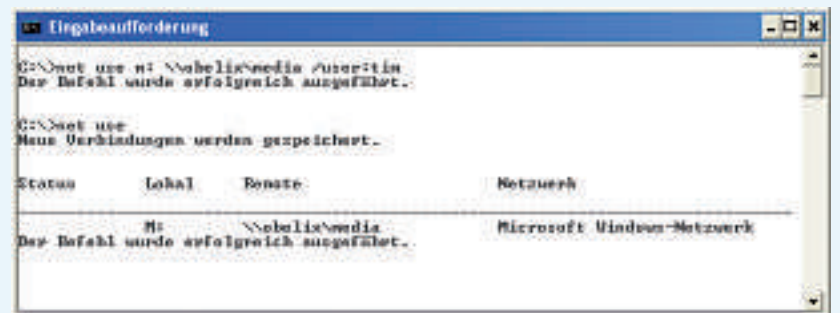 Eingabeaufforderung
C:\>net use m: \\obelix\media /user:tim
Der Befehl wurde erfolgreich ausgeführt.
C:\>net use
Neue Verbindungen werden gespeichert.
Status Lokal Remote Netzwerk
M: \\obelix\media Microsoft Windows-Netzwerk
Der Befehl wurde erfolgreich ausgeführt.